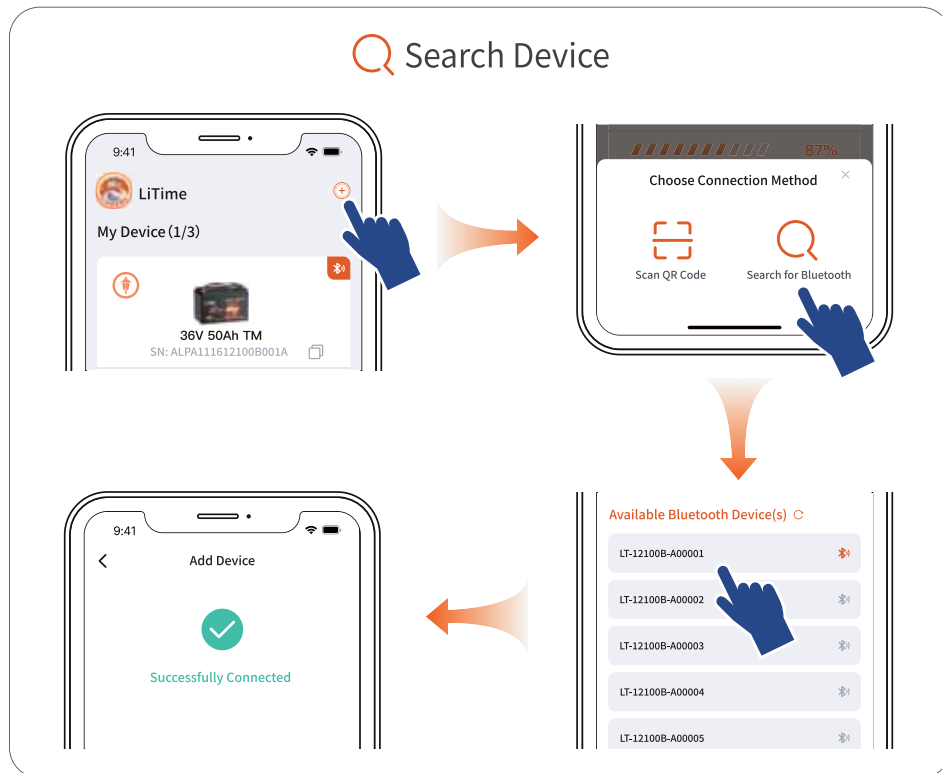 Search Device
9:41
LiTime
My Device (1/3)
36V 50Ah TM
SN: ALPA111612100B001A
87%
Choose Connection Method
Scan QR Code
Search for Bluetooth
Available Bluetooth Device(s)
LT-12100B-A00001
LT-12100B-A00002
LT-12100B-A00003
LT-12100B-A00004
LT-12100B-A00005
9:41
Add Device
Successfully Connected